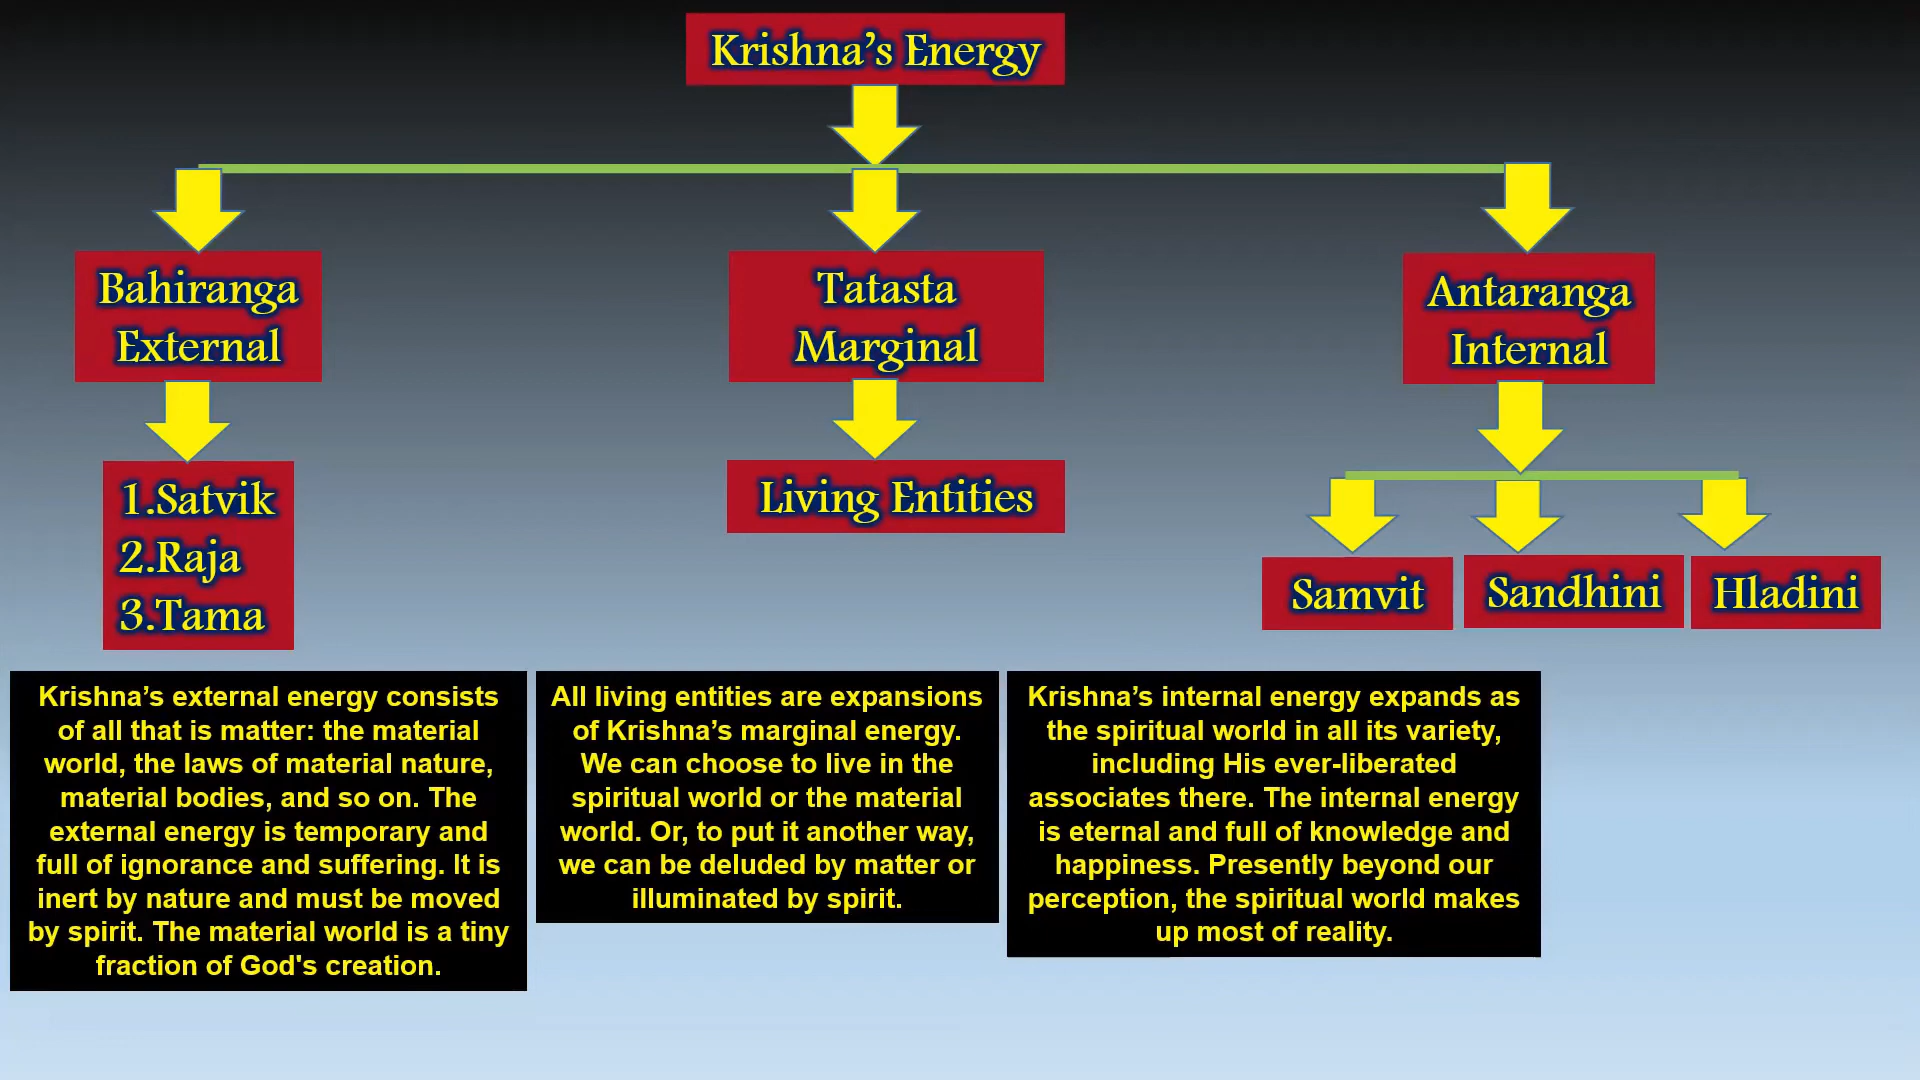 Krishna’s Energy
Bahiranga
External
Tatasta
Marginal
Antaranga
Internal
1.Satvik
2.Raja
3.Tama
Living Entities
Samvit
Sandhini
Hladini
Krishna’s external energy consists
of all that is matter: the material
world, the laws of material nature,
material bodies, and so on. The
external energy is temporary and
full of ignorance and suffering. It is
inert by nature and must be moved
by spirit. The material world is a tiny
fraction of God's creation.
All living entities are expansions
of Krishna’s marginal energy.
We can choose to live in the
spiritual world or the material
world. Or, to put it another way,
we can be deluded by matter or
illuminated by spirit.
Krishna’s internal energy expands as
the spiritual world in all its variety,
including His ever-liberated
associates there. The internal energy
is eternal and full of knowledge and
happiness. Presently beyond our
perception, the spiritual world makes
up most of reality.